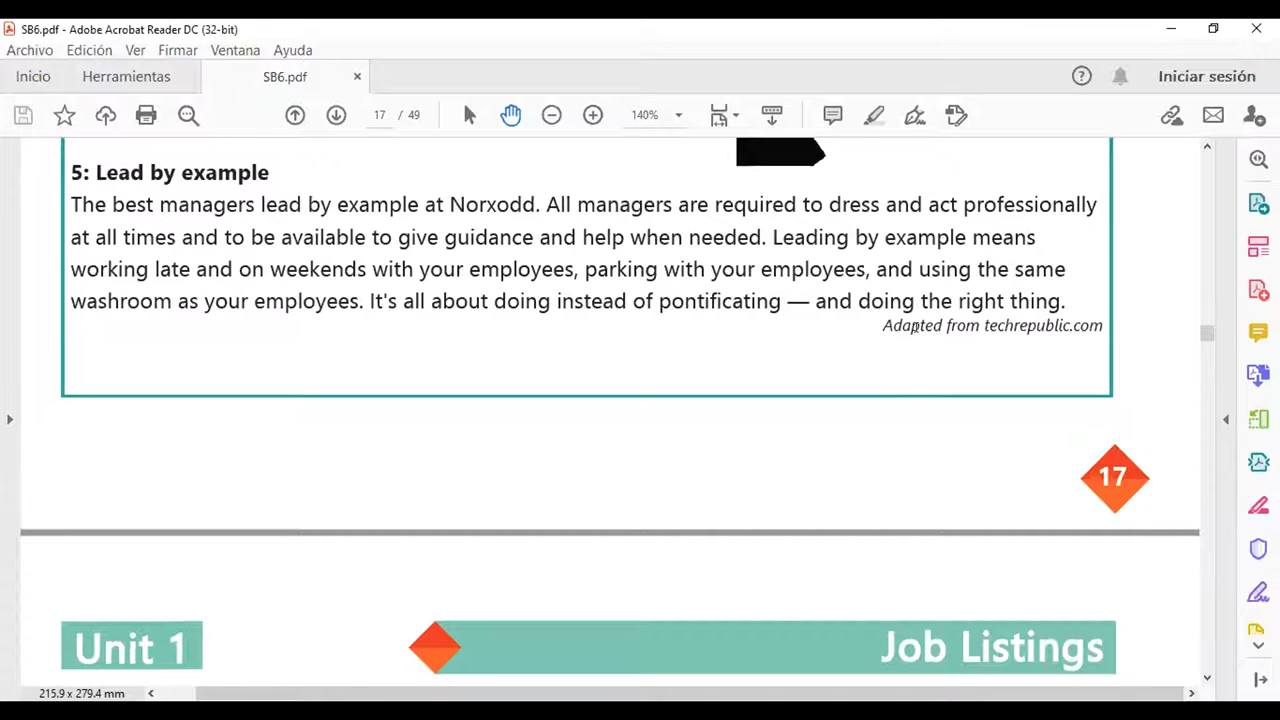 SB6.pdf - Adobe Acrobat Reader DC (32-bit)
Archivo Edición Ver Firmar Ventana Ayuda
Inicio Herramientas SB6.pdf × Iniciar sesión
17 / 49 140%
5: Lead by example
The best managers lead by example at Norxodd. All managers are required to dress and act professionally
at all times and to be available to give guidance and help when needed. Leading by example means
working late and on weekends with your employees, parking with your employees, and using the same
washroom as your employees. It's all about doing instead of pontificating — and doing the right thing.
Adapted from techrepublic.com
17
Unit 1 Job Listings
215.9 x 279.4 mm